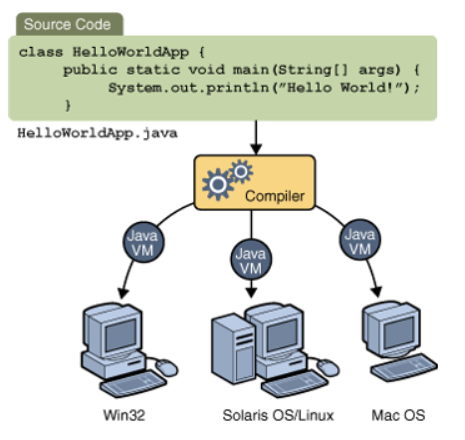 Source Code
class HelloWorldApp {
public static void main(String[] args) {
System.out.println("Hello World!");
}
HelloWorldApp.java
Compiler
Java
VM
Java
VM
Java
VM
Win32
Solaris OS/Linux
Mac OS